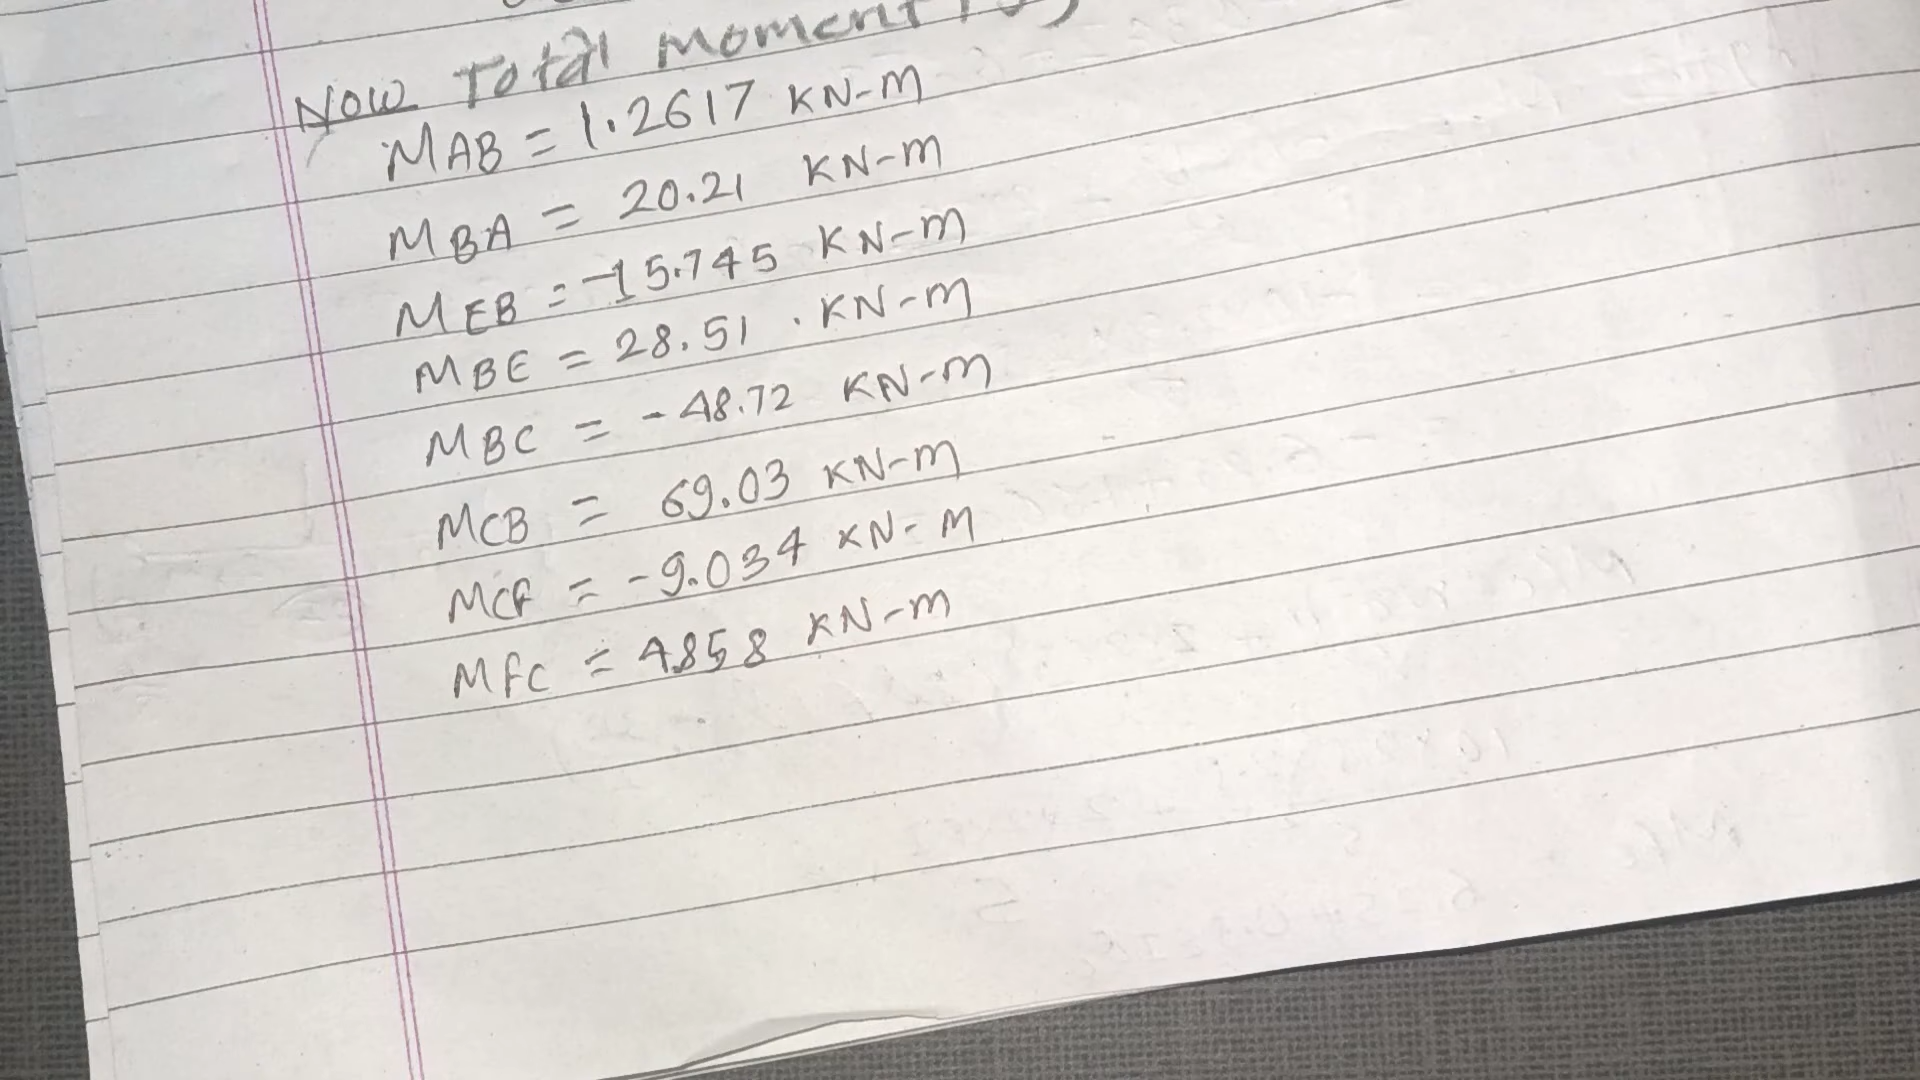 Now Total Moment
MAB = 1.2617 KN-m
MBA = 20.21 KN-m
MEB = -15.745 KN-m
MBE = 28.51 . KN-m
MBC = - 48.72 KN-m
MCB = 69.03 KN-m
MCF = -9.034 KN-M
MFC = 4858 KN-m